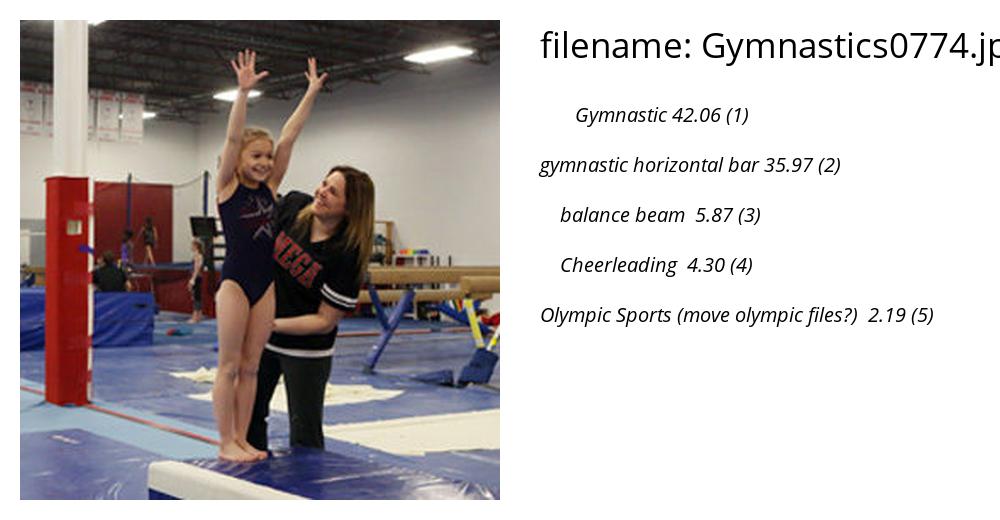 filename: Gymnastics0774.jp
Gymnastic 42.06 (1)
gymnastic horizontal bar 35.97 (2)
balance beam 5.87 (3)
Cheerleading 4.30 (4)
Olympic Sports (move olympic files?) 2.19 (5)
MEGA